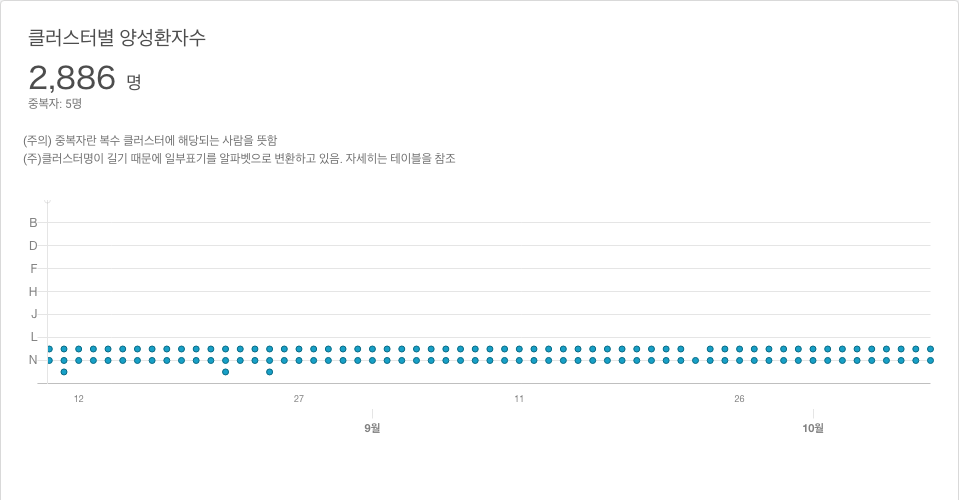 클러스터별 양성환자수
2,886 명
중복자: 5명
(주의) 중복자란 복수 클러스터에 해당되는 사람을 뜻함
(주)클러스터명이 길기 때문에 일부표기를 알파벳으로 변환하고 있음. 자세히는 테이블을 참조
B
D
F
H
J
L
N
12 27 11 26
9월 10월